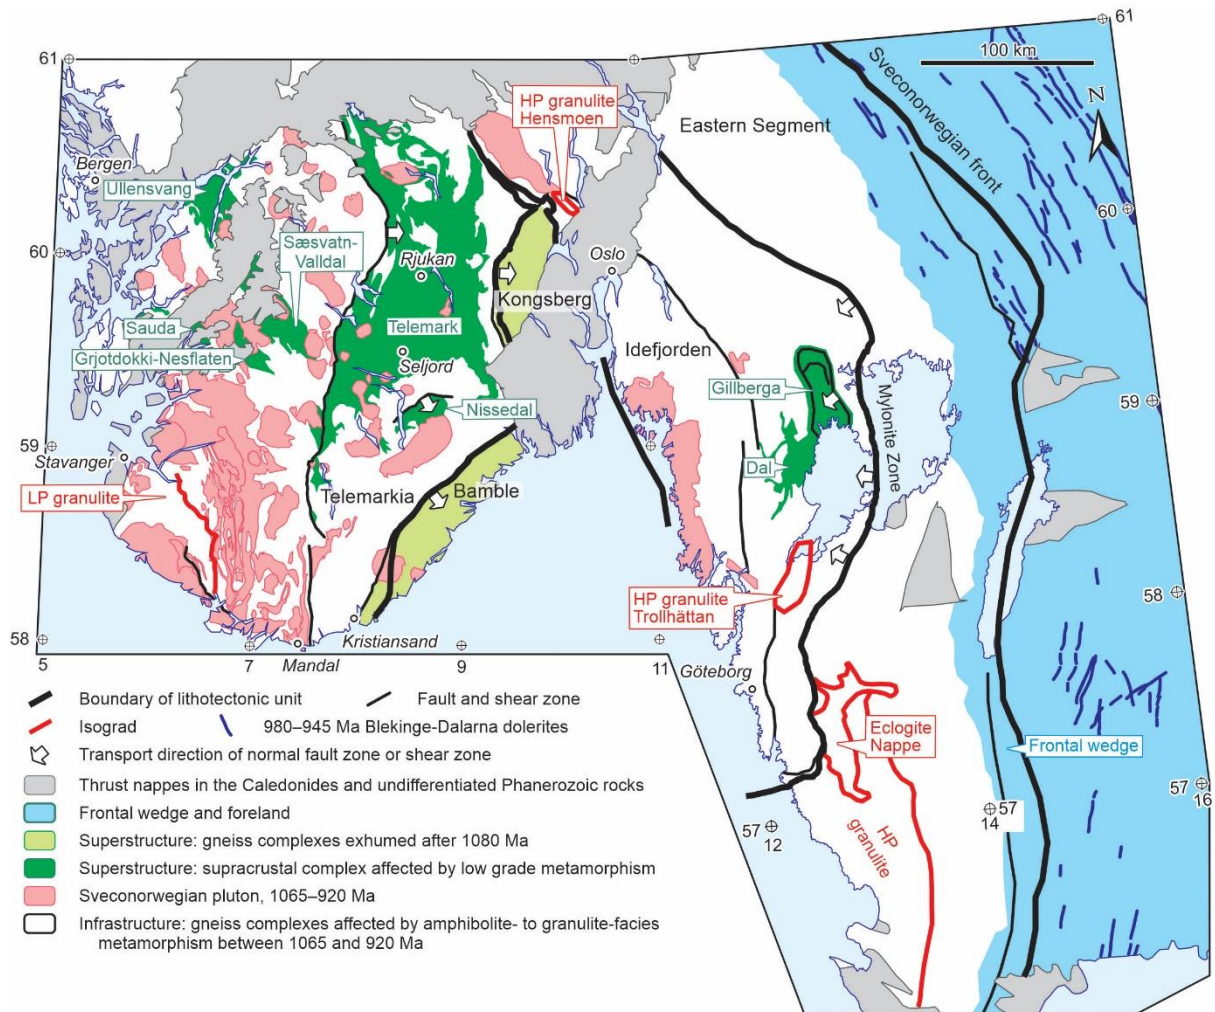 61
61
100 km
N
HP granulite
Hensmoen
Eastern Segment
Sveconorwegian front
Bergen
Ullensvang
60
60
Sæsvatn-
Valldal
Rjukan
Oslo
Kongsberg
Sauda
Telemark
Idefjorden
Grjotdokki-Nesflaten
Seljord
Gillberga
Mylonite Zone
Nissedal
59
59
Stavanger
Dal
LP granulite
Telemarkia
Bamble
HP granulite
Trollhättan
58
58
Kristiansand
5
7
Mandal
9
11
Göteborg
Boundary of lithotectonic unit
Fault and shear zone
Isograd
980–945 Ma Blekinge-Dalarna dolerites
Transport direction of normal fault zone or shear zone
Thrust nappes in the Caledonides and undifferentiated Phanerozoic rocks
Frontal wedge and foreland
Superstructure: gneiss complexes exhumed after 1080 Ma
Superstructure: supracrustal complex affected by low grade metamorphism
Sveconorwegian pluton, 1065–920 Ma
Infrastructure: gneiss complexes affected by amphibolite- to granulite-facies
metamorphism between 1065 and 920 Ma
Eclogite
Nappe
Frontal wedge
HP
granulite
57
12
57
14
57
16